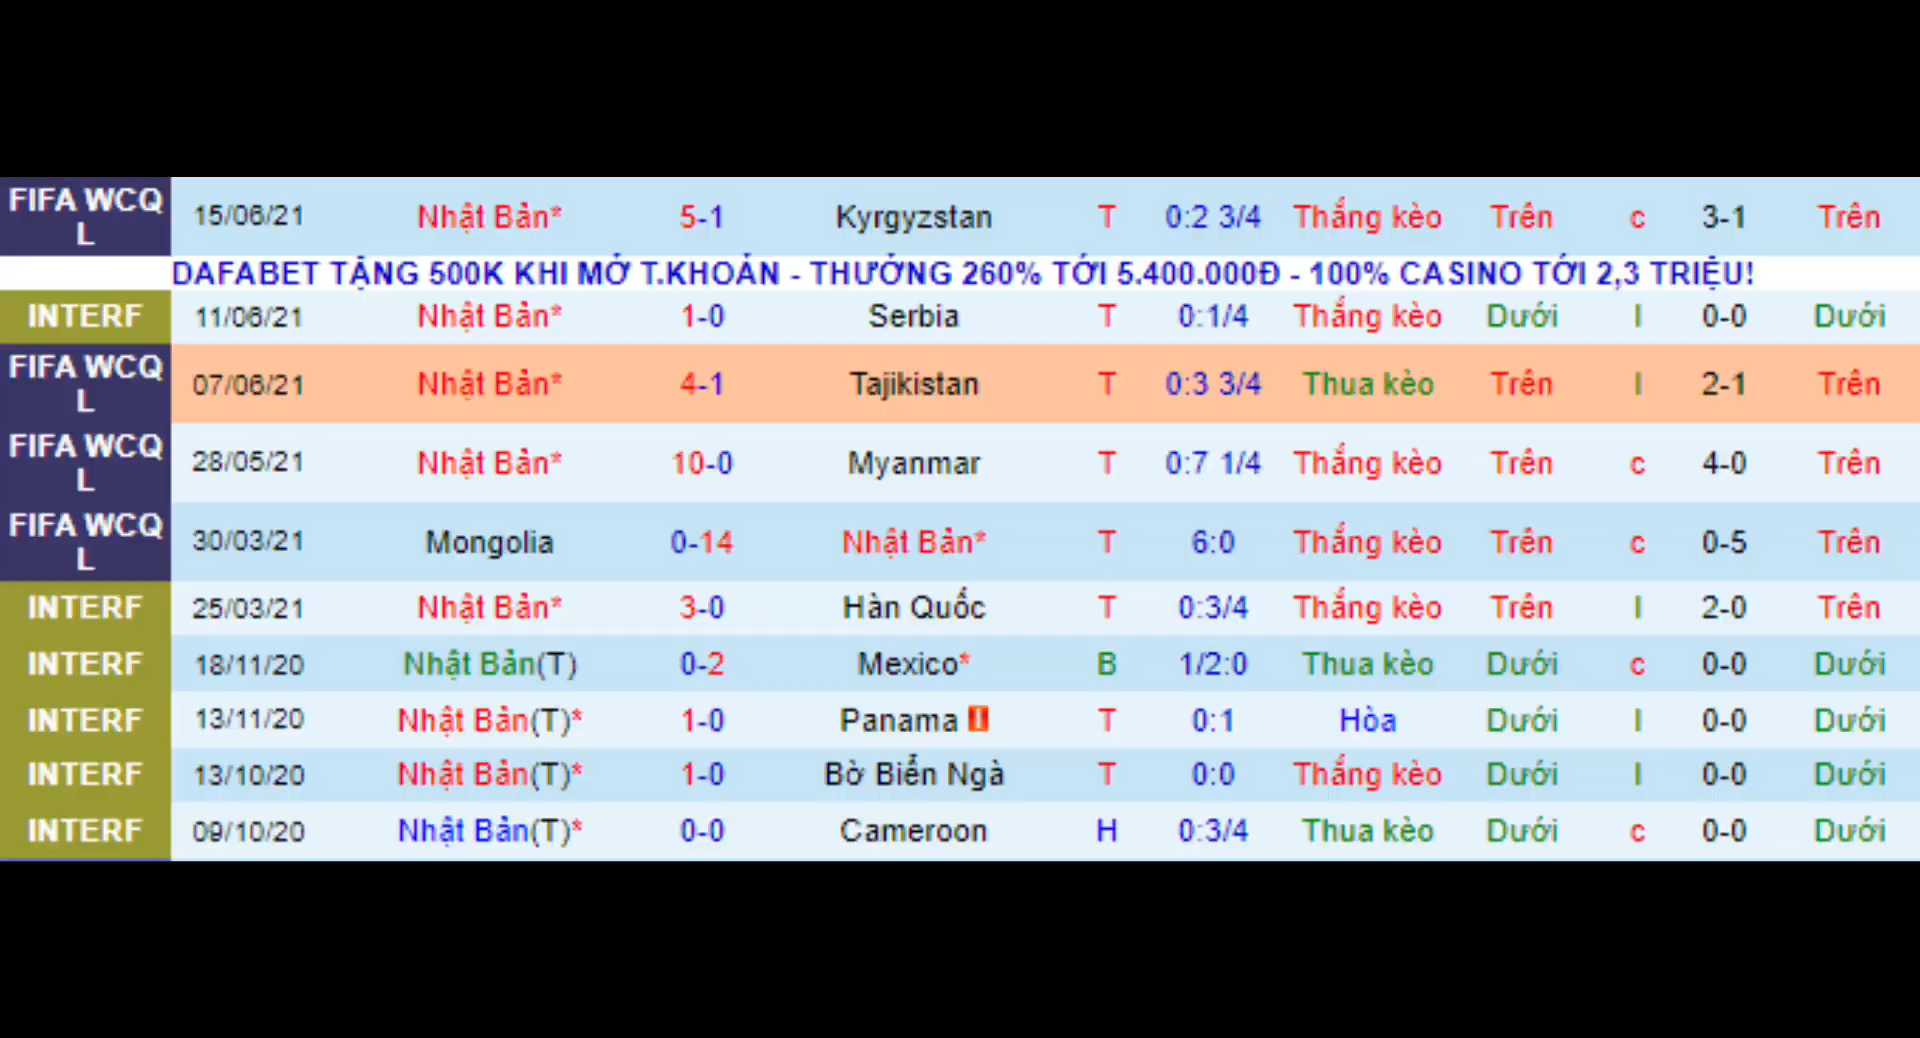 FIFA WCQ L 15/06/21 Nhật Bản* 5-1 Kyrgyzstan T 0:2 3/4 Thắng kèo Trên c 3-1 Trên
DAFABET TẶNG 500K KHI MỞ T.KHOẢN - THƯỞNG 260% TỚI 5.400.000Đ - 100% CASINO TỚI 2,3 TRIỆU!
INTERF 11/06/21 Nhật Bản* 1-0 Serbia T 0:1/4 Thắng kèo Dưới l 0-0 Dưới
FIFA WCQ L 07/06/21 Nhật Bản* 4-1 Tajikistan T 0:3 3/4 Thua kèo Trên l 2-1 Trên
FIFA WCQ L 28/05/21 Nhật Bản* 10-0 Myanmar T 0:7 1/4 Thắng kèo Trên c 4-0 Trên
FIFA WCQ L 30/03/21 Mongolia 0-14 Nhật Bản* T 6:0 Thắng kèo Trên c 0-5 Trên
INTERF 25/03/21 Nhật Bản* 3-0 Hàn Quốc T 0:3/4 Thắng kèo Trên l 2-0 Trên
INTERF 18/11/20 Nhật Bản(T) 0-2 Mexico* B 1/2:0 Thua kèo Dưới c 0-0 Dưới
INTERF 13/11/20 Nhật Bản(T)* 1-0 Panama 1 T 0:1 Hòa Dưới l 0-0 Dưới
INTERF 13/10/20 Nhật Bản(T)* 1-0 Bờ Biển Ngà T 0:0 Thắng kèo Dưới l 0-0 Dưới
INTERF 09/10/20 Nhật Bản(T)* 0-0 Cameroon H 0:3/4 Thua kèo Dưới c 0-0 Dưới